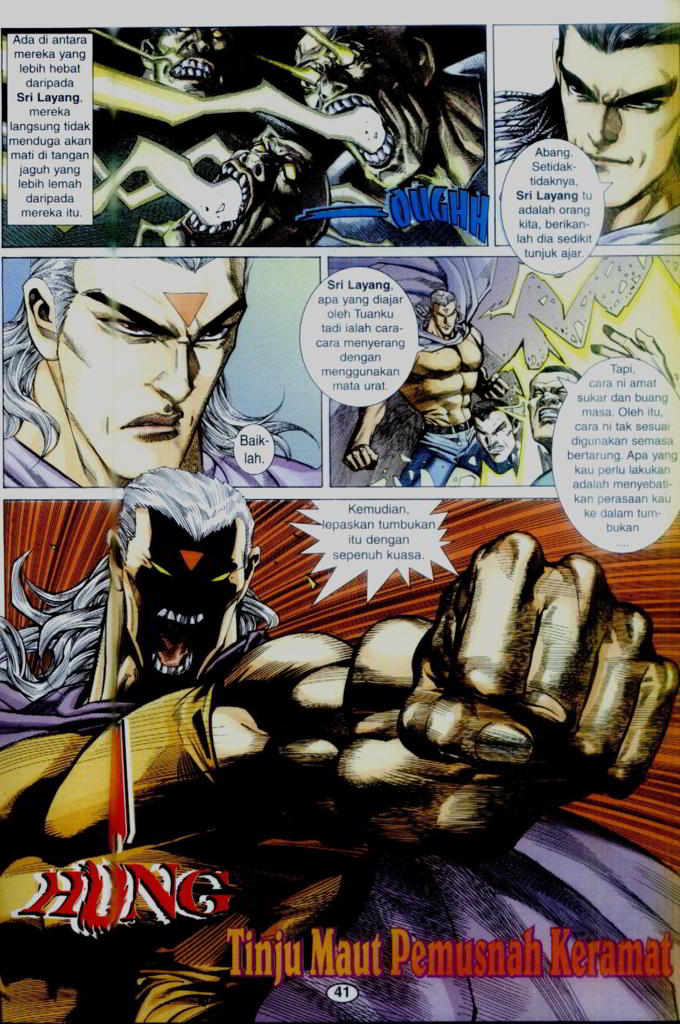 Ada di antara
mereka yang
lebih hebat
daripada
Sri Layang,
mereka
langsung tidak
menduga akan
mati di tangan
jaguh yang
lebih lemah
daripada
mereka itu.
OUGHH
Abang.
Setidak-
tidaknya,
Sri Layang tu
adalah orang
kita, berikan-
lah dia sedikit
tunjuk ajar.
Baik-
lah.
Sri Layang,
apa yang diajar
oleh Tuanku
tadi ialah cara-
cara menyerang
dengan
menggunakan
mata urat.
Tapi,
cara ni amat
sukar dan buang
masa. Oleh itu,
cara ni tak sesuai
digunakan semasa
bertarung. Apa yang
kau perlu lakukan
adalah menyebati-
kan perasaan kau
ke dalam tum-
bukan
....
Kemudian,
lepaskan tumbukan
itu dengan
sepenuh kuasa.
HUNG
Tinju Maut Pemusnah Keramat
41